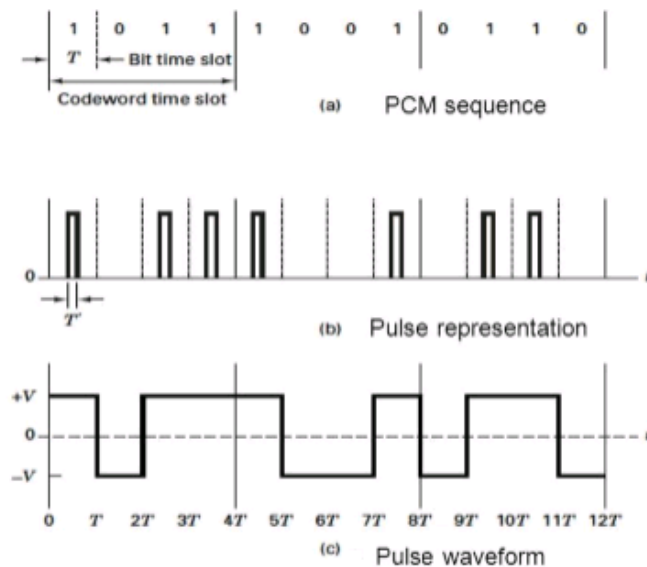 1 0 1 1 1 0 0 1 0 1 1 0
T Bit time slot
Codeword time slot
(a) PCM sequence
0
T'
(b) Pulse representation
+V
0
−V
0 T 2T 3T 4T 5T 6T 7T 8T 9T 10T 11T 12T
(c) Pulse waveform